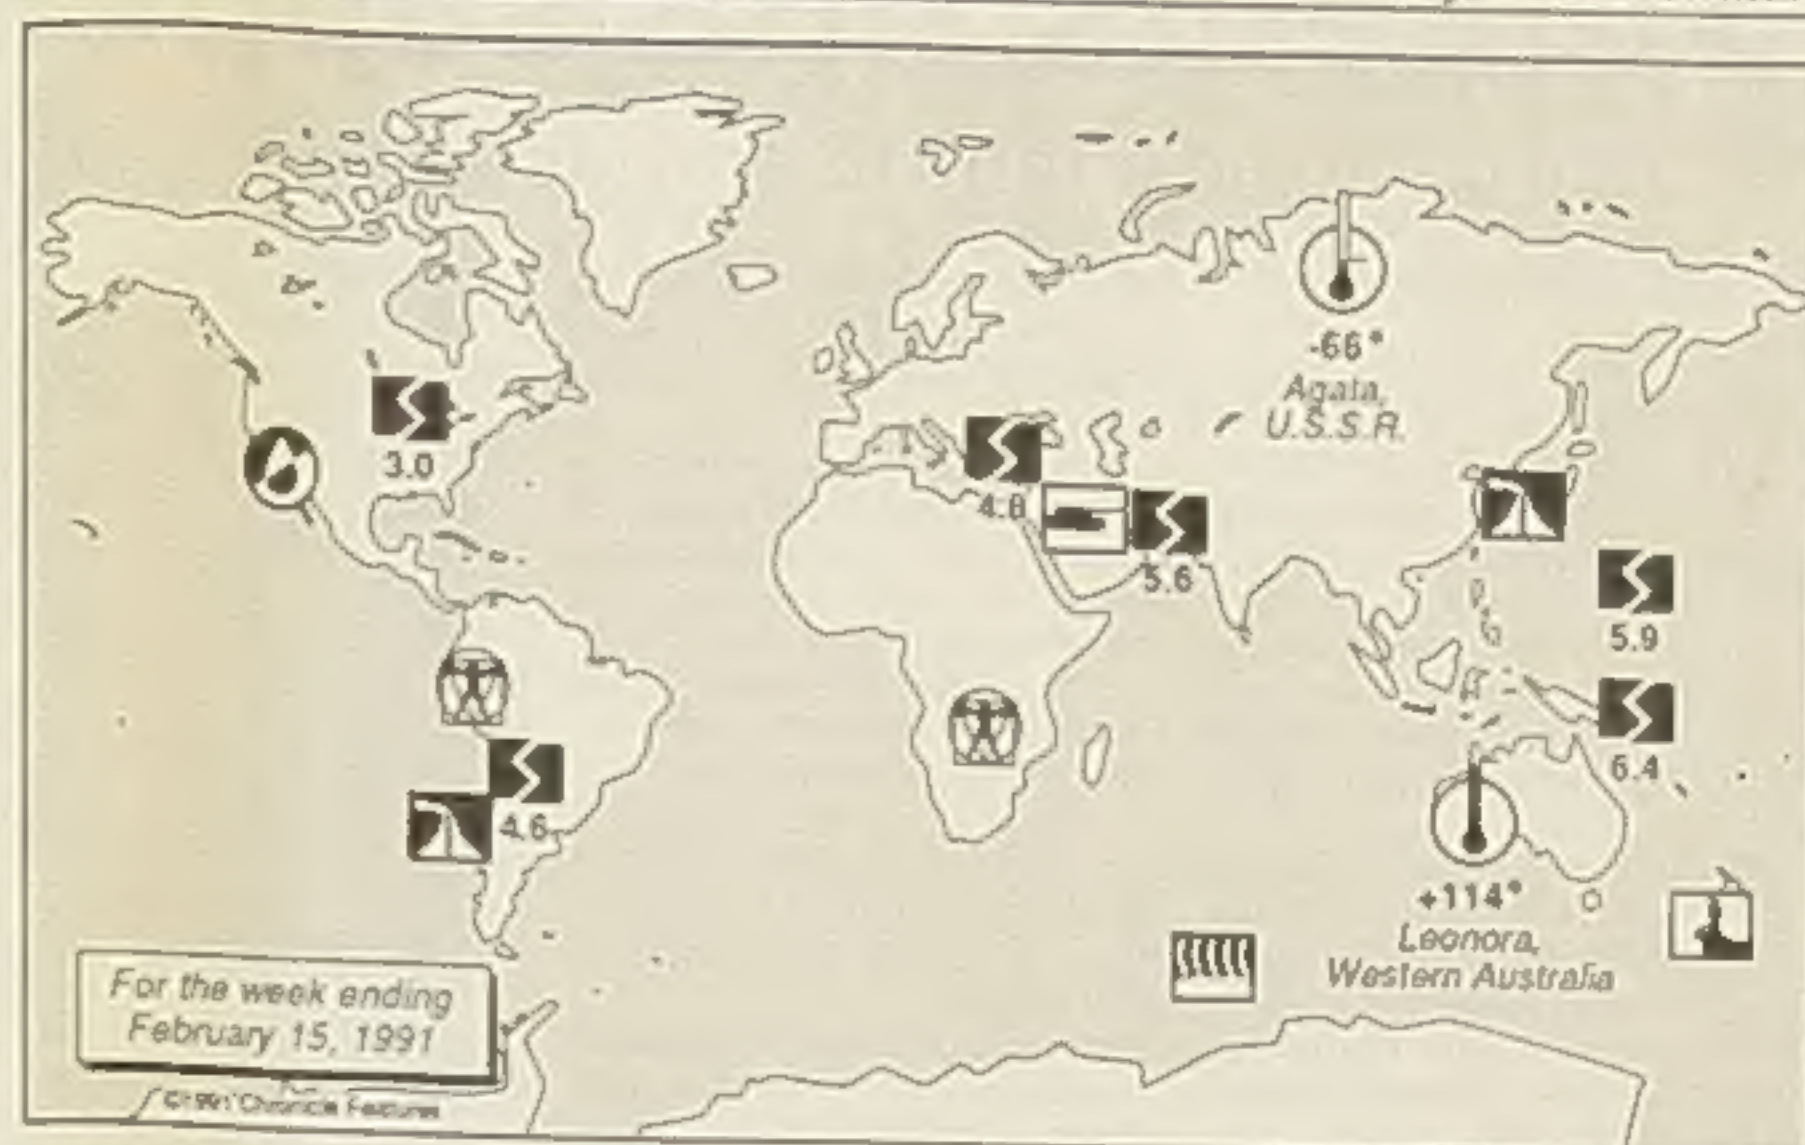 -66°
Agata,
U.S.S.R.
3.0
4.8
5.6
5.9
6.4
4.6
+114°
Leonora,
Western Australia
For the week ending
February 15, 1991
©1991 Chronicle Features